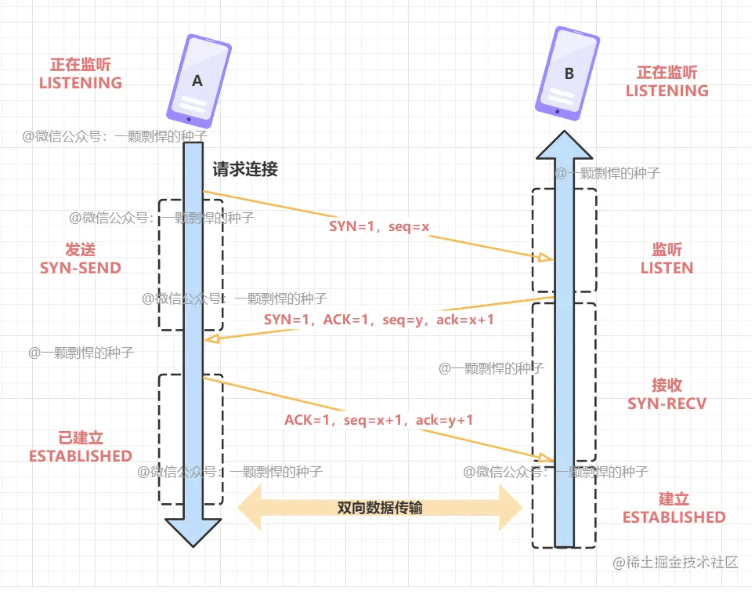 正在监听
LISTENING
A
B
正在监听
LISTENING
@微信公众号：一颗剽悍的种子
请求连接
@一颗剽悍的种子
@微信公众号：一颗剽悍的种子
SYN=1，seq=x
发送
SYN-SEND
监听
LISTEN
@微信公众号：一颗剽悍的种子
SYN=1，ACK=1，seq=y，ack=x+1
@一颗剽悍的种子
@一颗剽悍的种子
接收
SYN-RECV
ACK=1，seq=x+1，ack=y+1
已建立
ESTABLISHED
@微信公众号：一颗剽悍的种子
@微信公众号：一颗剽悍的种子
双向数据传输
建立
ESTABLISHED
@稀土掘金技术社区